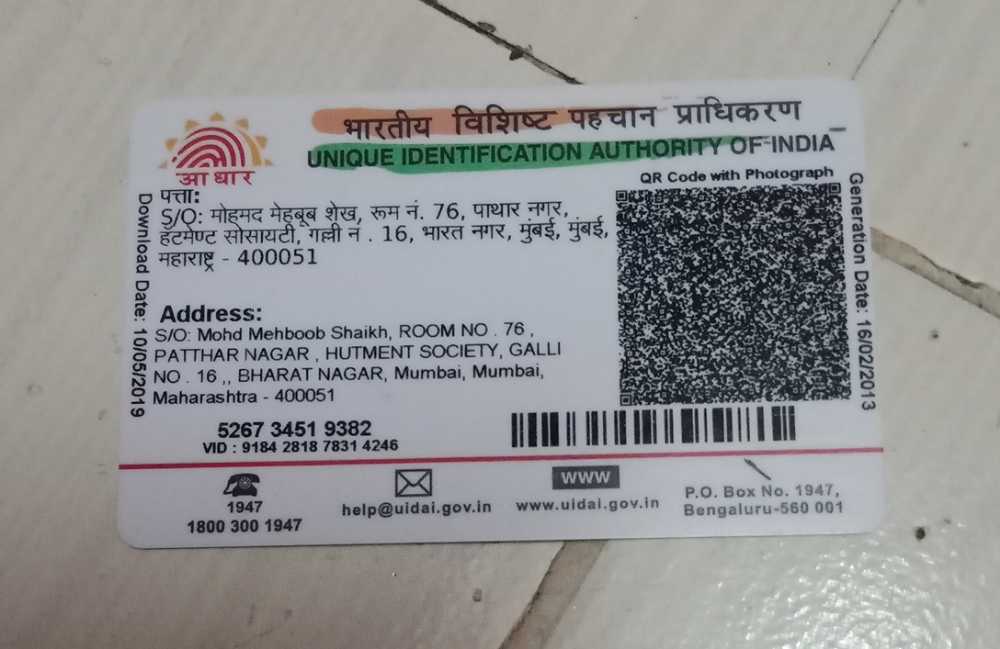 भारतीय विशिष्ट पहचान प्राधिकरण
UNIQUE IDENTIFICATION AUTHORITY OF INDIA
आधार
QR Code with Photograph
पत्ता:
S/O: मोहमद मेहबूब शेख, रूम नं. 76, पाथार नगर,
हॅटमेण्ट सोसायटी, गल्ली नं . 16, भारत नगर, मुंबई, मुंबई,
महाराष्ट्र - 400051
Address:
S/O: Mohd Mehboob Shaikh, ROOM NO . 76 ,
PATTHAR NAGAR , HUTMENT SOCIETY, GALLI
NO . 16 ,, BHARAT NAGAR, Mumbai, Mumbai,
Maharashtra - 400051
Download Date: 10/05/2019
Generation Date: 16/02/2013
5267 3451 9382
VID : 9184 2818 7831 4246
1947
1800 300 1947
help@uidai.gov.in
www
www.uidai.gov.in
P.O. Box No. 1947,
Bengaluru-560 001